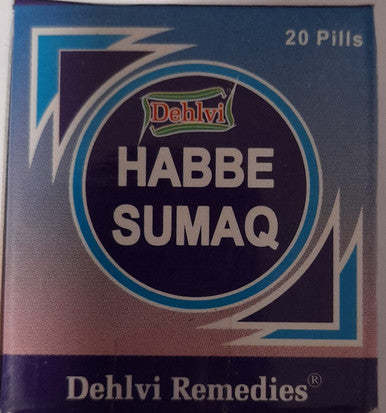 20 Pills
Dehlvi
HABBE
SUMAQ
Dehlvi Remedies®